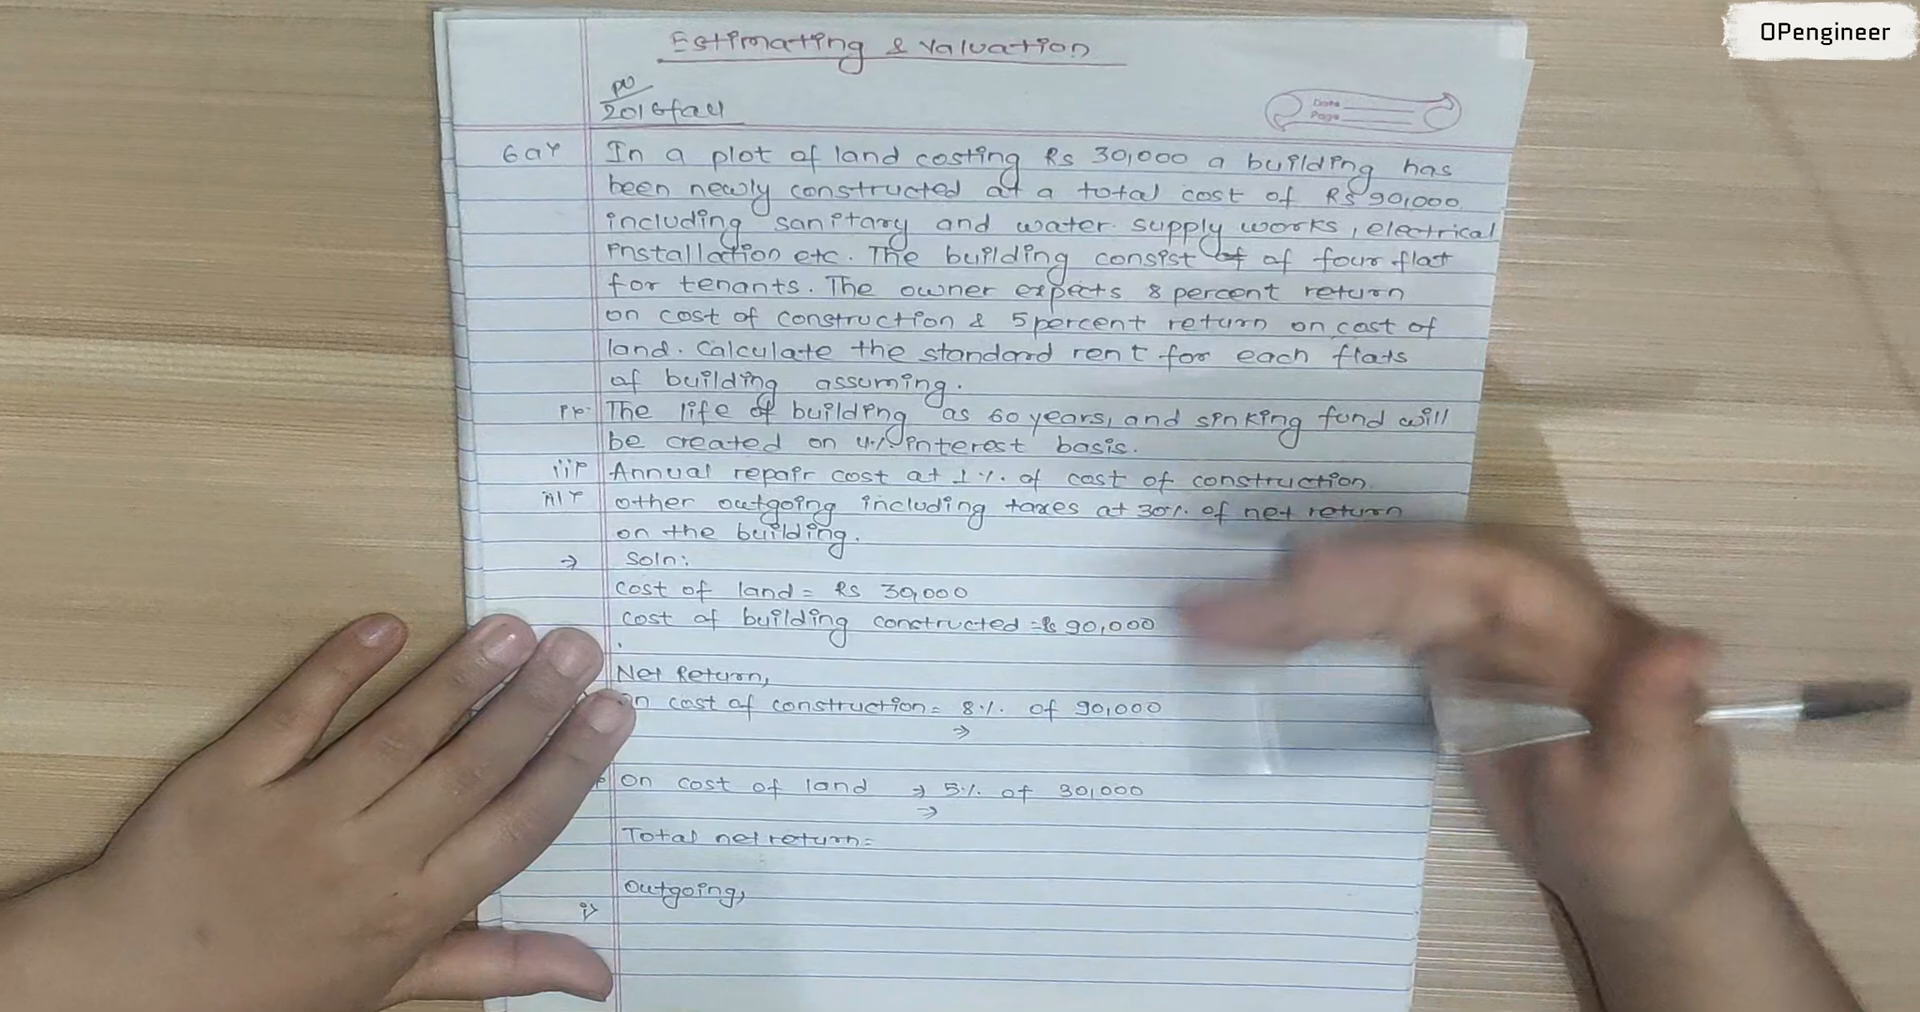 OPengineer
Estimating & Valuation
PU
2016 fall
Date
Page
6 a)
In a plot of land costing Rs 30,000 a building has
been newly constructed at a total cost of Rs 90,000
including sanitary and water supply works, electrical
installation etc. The building consist of of four flat
for tenants. The owner expects 8 percent return
on cost of construction & 5 percent return on cost of
land. Calculate the standard rent for each flats
of building assuming.
The life of building as 60 years, and sinking fund will
be created on 4% interest basis.
Annual repair cost at 1% of cost of construction.
other outgoing including taxes at 30% of net return
on the building.
→ Soln:
Cost of land = Rs 30,000
cost of building constructed = Rs 90,000
Net Return,
on cost of construction = 8% of 90,000
⇒
On cost of land → 5% of 30,000
⇒
Total net return =
Outgoing,
i>